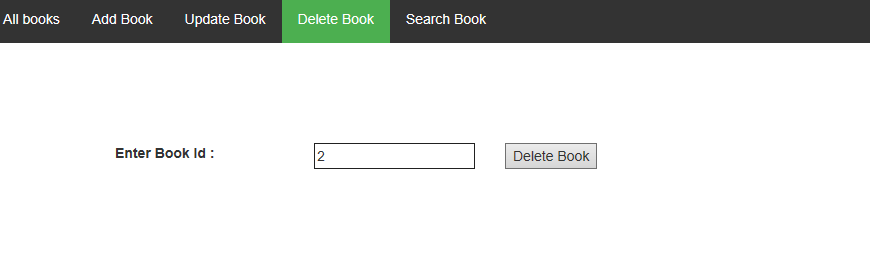 All books Add Book Update Book Delete Book Search Book
Enter Book Id : 2 Delete Book